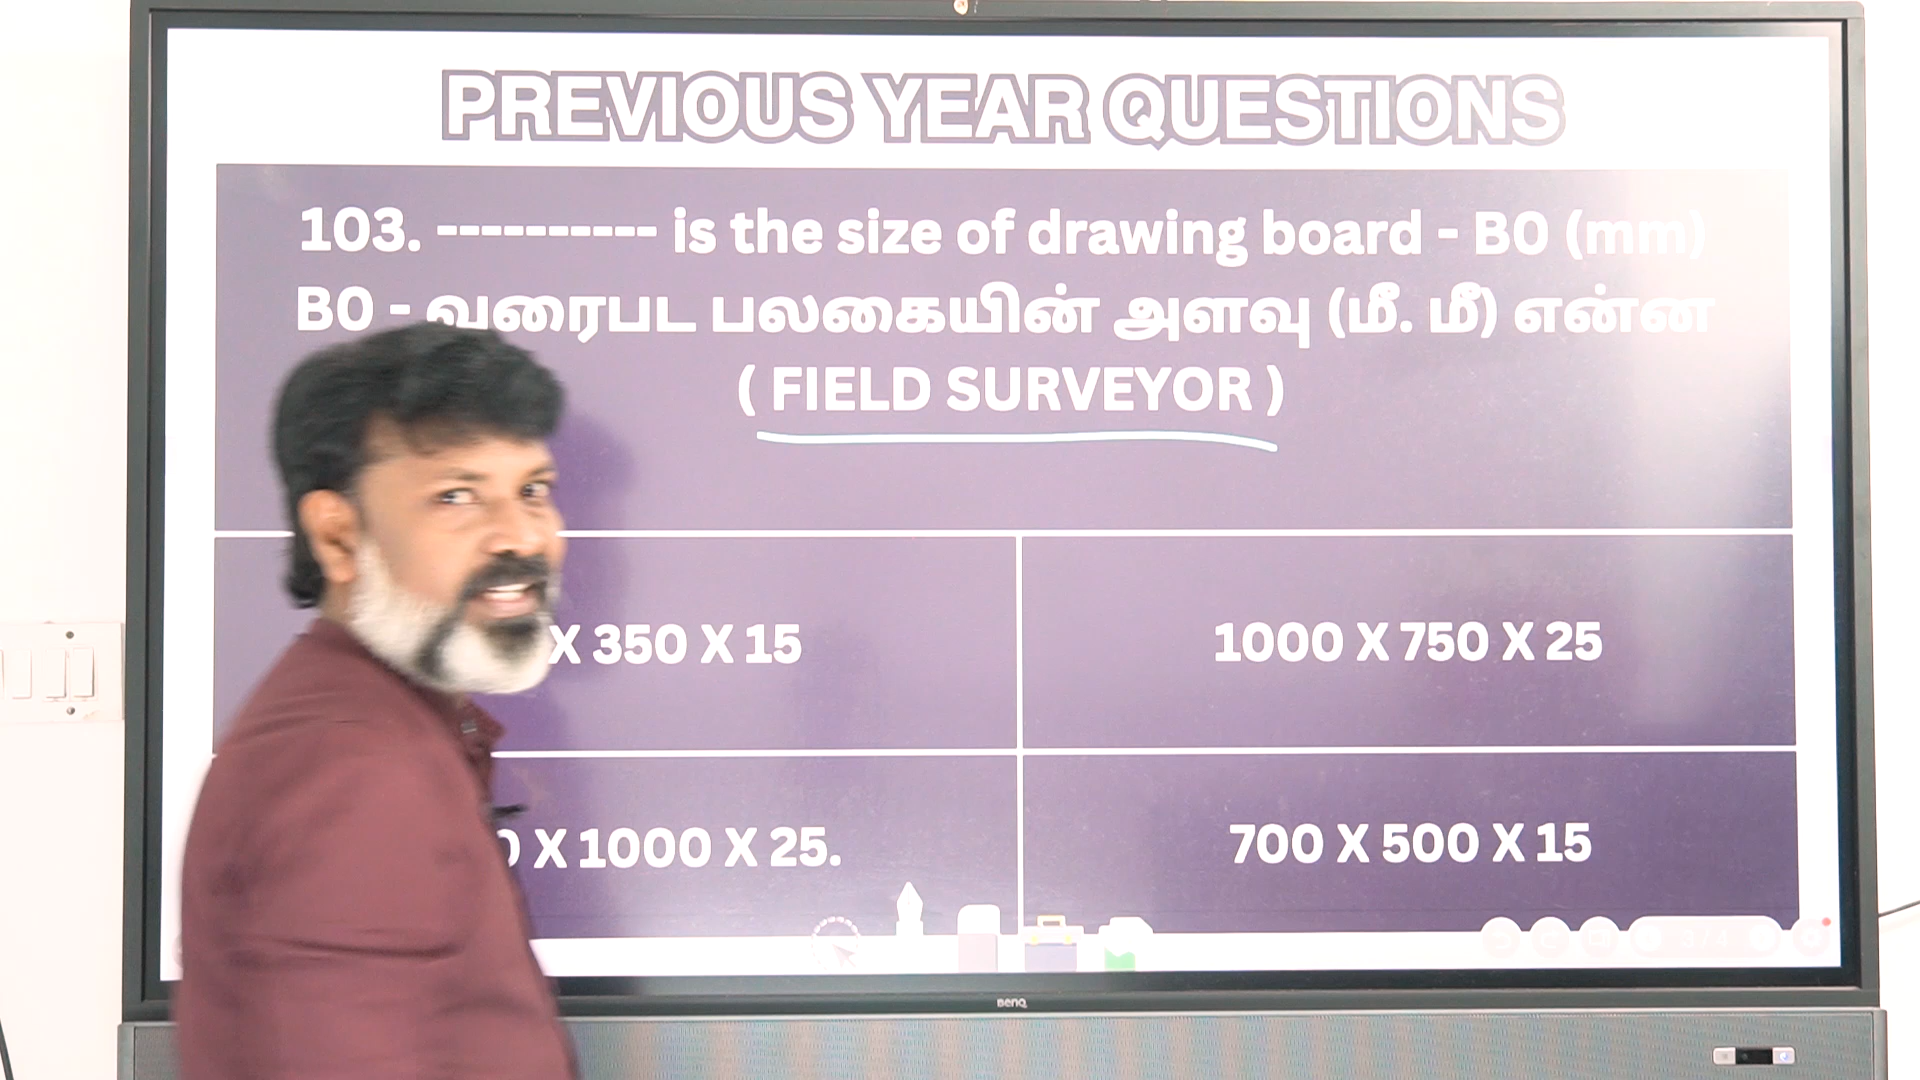 PREVIOUS YEAR QUESTIONS
103. ---------- is the size of drawing board - B0 (mm)
B0 - வரைபட பலகையின் அளவு (மீ. மீ) என்ன
( FIELD SURVEYOR )
X 350 X 15
1000 X 750 X 25
X 1000 X 25.
700 X 500 X 15
BenQ